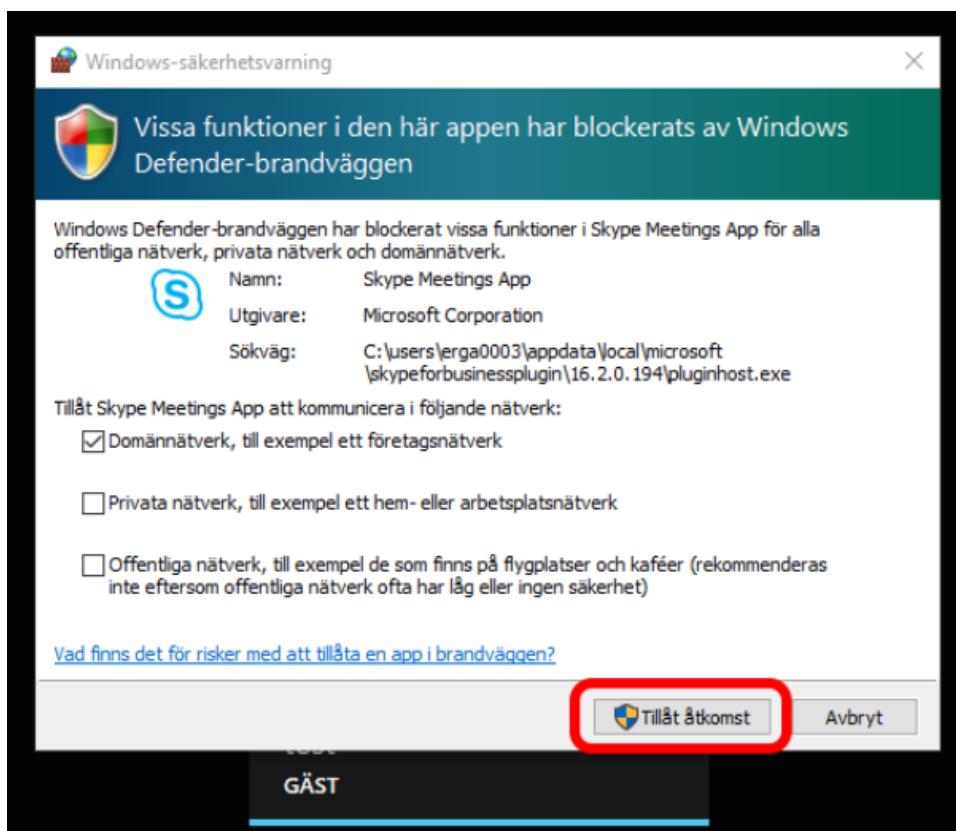 Windows-säkerhetsvarning
Vissa funktioner i den här appen har blockerats av Windows
Defender-brandväggen
Windows Defender-brandväggen har blockerat vissa funktioner i Skype Meetings App för alla
offentliga nätverk, privata nätverk och domännätverk.
Namn: Skype Meetings App
Utgivare: Microsoft Corporation
Sökväg: C:\users\erga0003\appdata\local\microsoft
\skypeforbusinessplugin\16.2.0.194\pluginhost.exe
Tillåt Skype Meetings App att kommunicera i följande nätverk:
Domännätverk, till exempel ett företagsnätverk
Privata nätverk, till exempel ett hem- eller arbetsplatsnätverk
Offentliga nätverk, till exempel de som finns på flygplatser och kaféer (rekommenderas
inte eftersom offentliga nätverk ofta har låg eller ingen säkerhet)
Vad finns det för risker med att tillåta en app i brandväggen?
Tillåt åtkomst Avbryt
GÄST